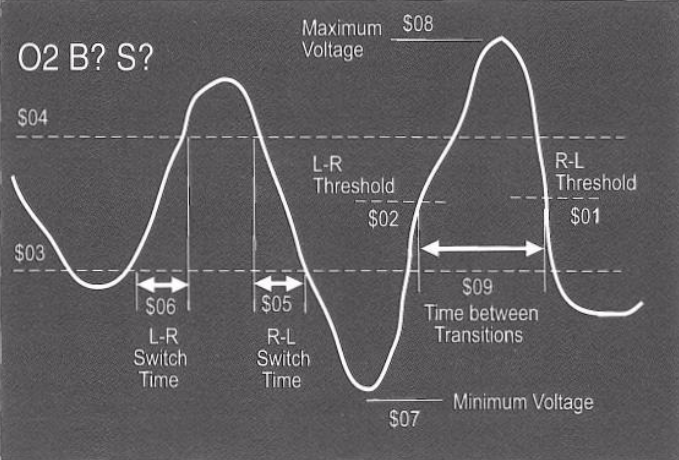 O2 B? S?
Maximum
Voltage
$08
$04
L-R
Threshold
$02
R-L
Threshold
$01
$03
$06
L-R
Switch
Time
$05
R-L
Switch
Time
$09
Time between
Transitions
$07
Minimum Voltage